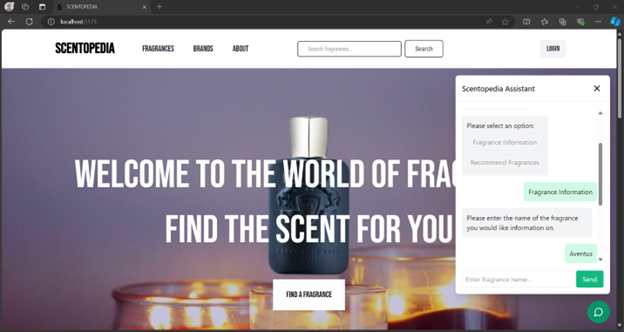 SCENTOPEDIA
localhost:5173
SCENTOPEDIA
FRAGRANCES BRANDS ABOUT
Search fragrances...
Search
LOGIN
WELCOME TO THE WORLD OF FRAG
FIND THE SCENT FOR YOU
FIND A FRAGRANCE
Scentopedia Assistant
Please select an option:
Fragrance Information
Recommend Fragrances
Fragrance Information
Please enter the name of the fragrance
you would like information on.
Aventus
Enter fragrance name...
Send